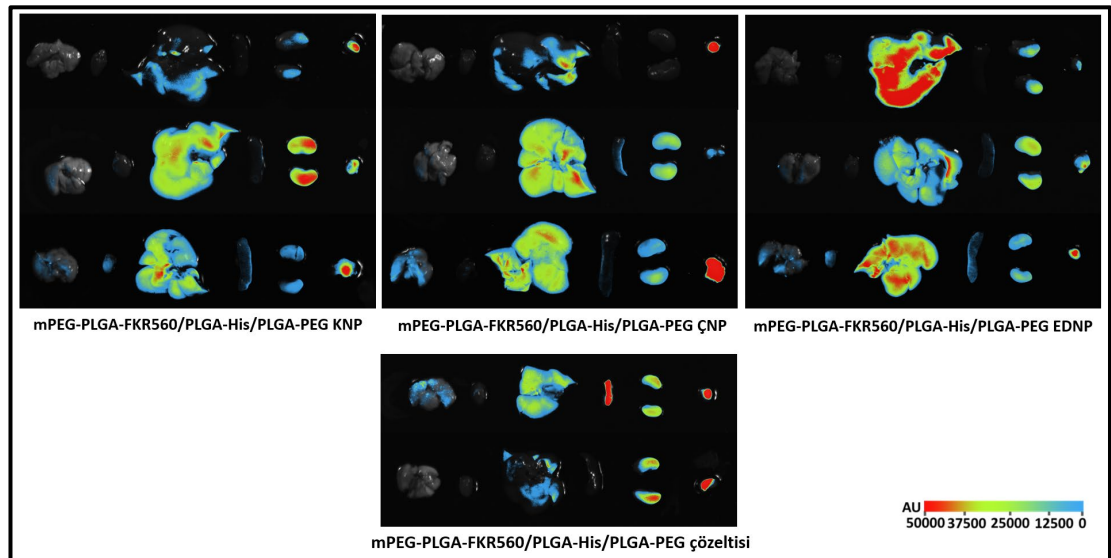 mPEG-PLGA-FKR560/PLGA-His/PLGA-PEG KNP
mPEG-PLGA-FKR560/PLGA-His/PLGA-PEG ÇNP
mPEG-PLGA-FKR560/PLGA-His/PLGA-PEG EDNP
mPEG-PLGA-FKR560/PLGA-His/PLGA-PEG çözeltisi
AU
50000 37500 25000 12500 0